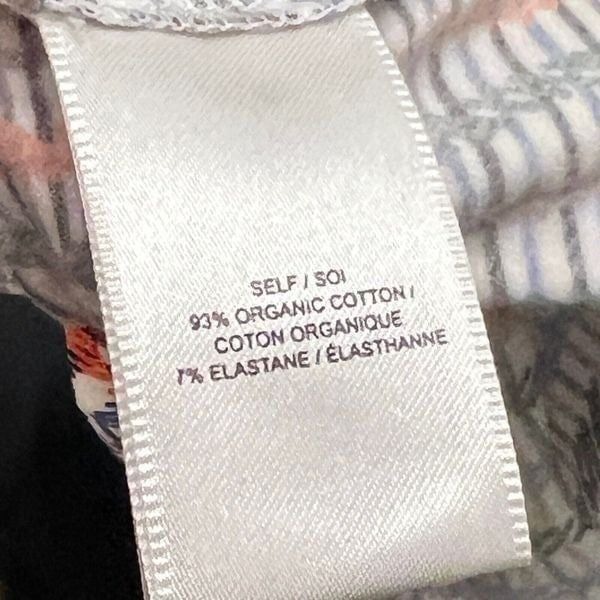 SELF / SOI
93% ORGANIC COTTON /
COTON ORGANIQUE
7% ELASTANE / ÉLASTHANNE